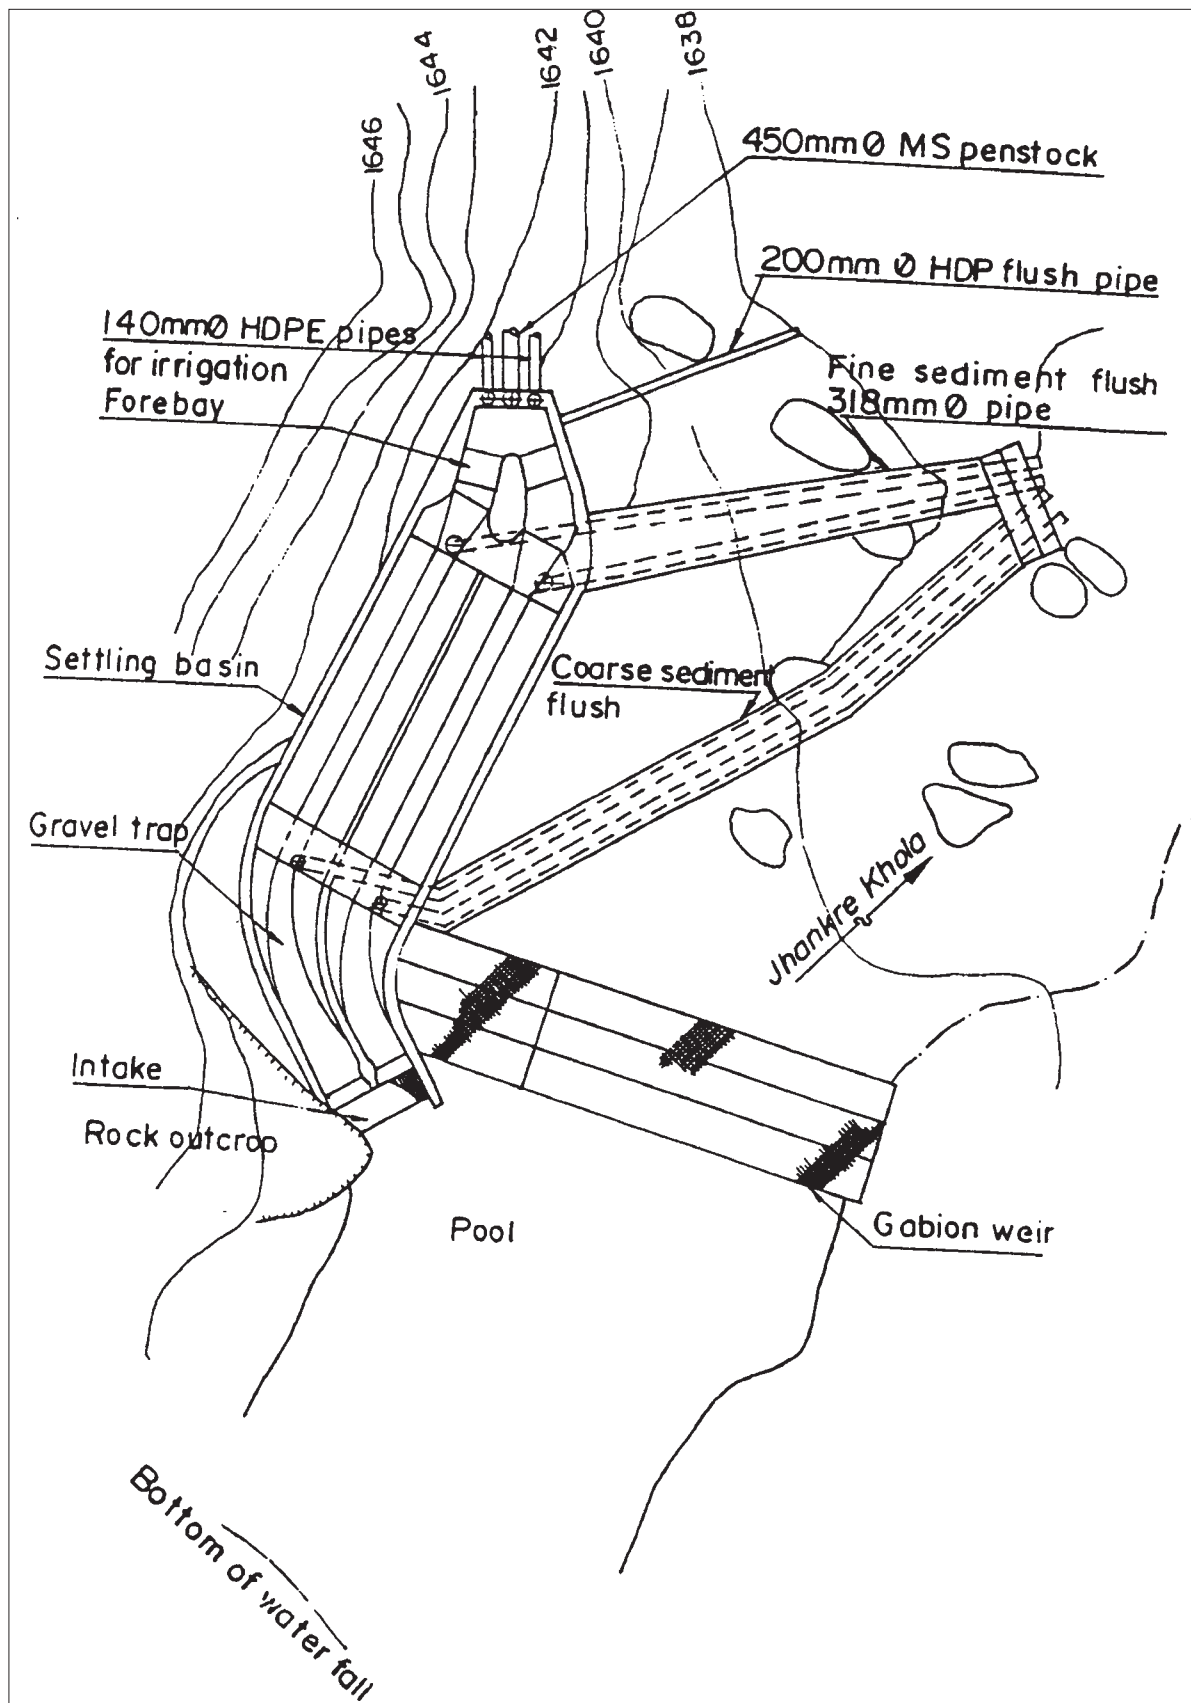 1646
1644
1642
1640
1638
450mm Ø MS penstock
200mm Ø HDP flush pipe
140mmØ HDPE pipes
for irrigation
Forebay
Fine sediment flush
318mm Ø pipe
Settling basin
Coarse sediment
flush
Gravel trap
Jhankre Khola
Intake
Rock outcrop
Pool
Gabion weir
Bottom of water fall